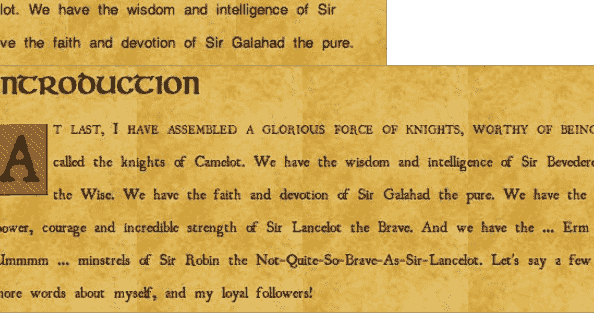 lot. We have the wisdom and intelligence of Sir
ve the faith and devotion of Sir Galahad the pure.
ntroduction
AT LAST, I HAVE ASSEMBLED A GLORIOUS FORCE OF KNIGHTS, WORTHY OF BEING
called the knights of Camelot. We have the wisdom and intelligence of Sir Bevedere
the Wise. We have the faith and devotion of Sir Galahad the pure. We have the
power, courage and incredible strength of Sir Lancelot the Brave. And we have the ... Erm
Ummmm ... minstrels of Sir Robin the Not-Quite-So-Brave-As-Sir-Lancelot. Let's say a few
more words about myself, and my loyal followers!